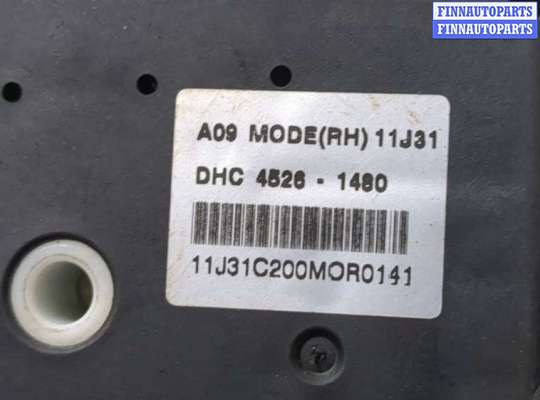 FINNAUTOPARTS
FINNAUTOPARTS
A09 MODE(RH) 11J31
DHC 4526 - 1480
11J31C200MOR0141